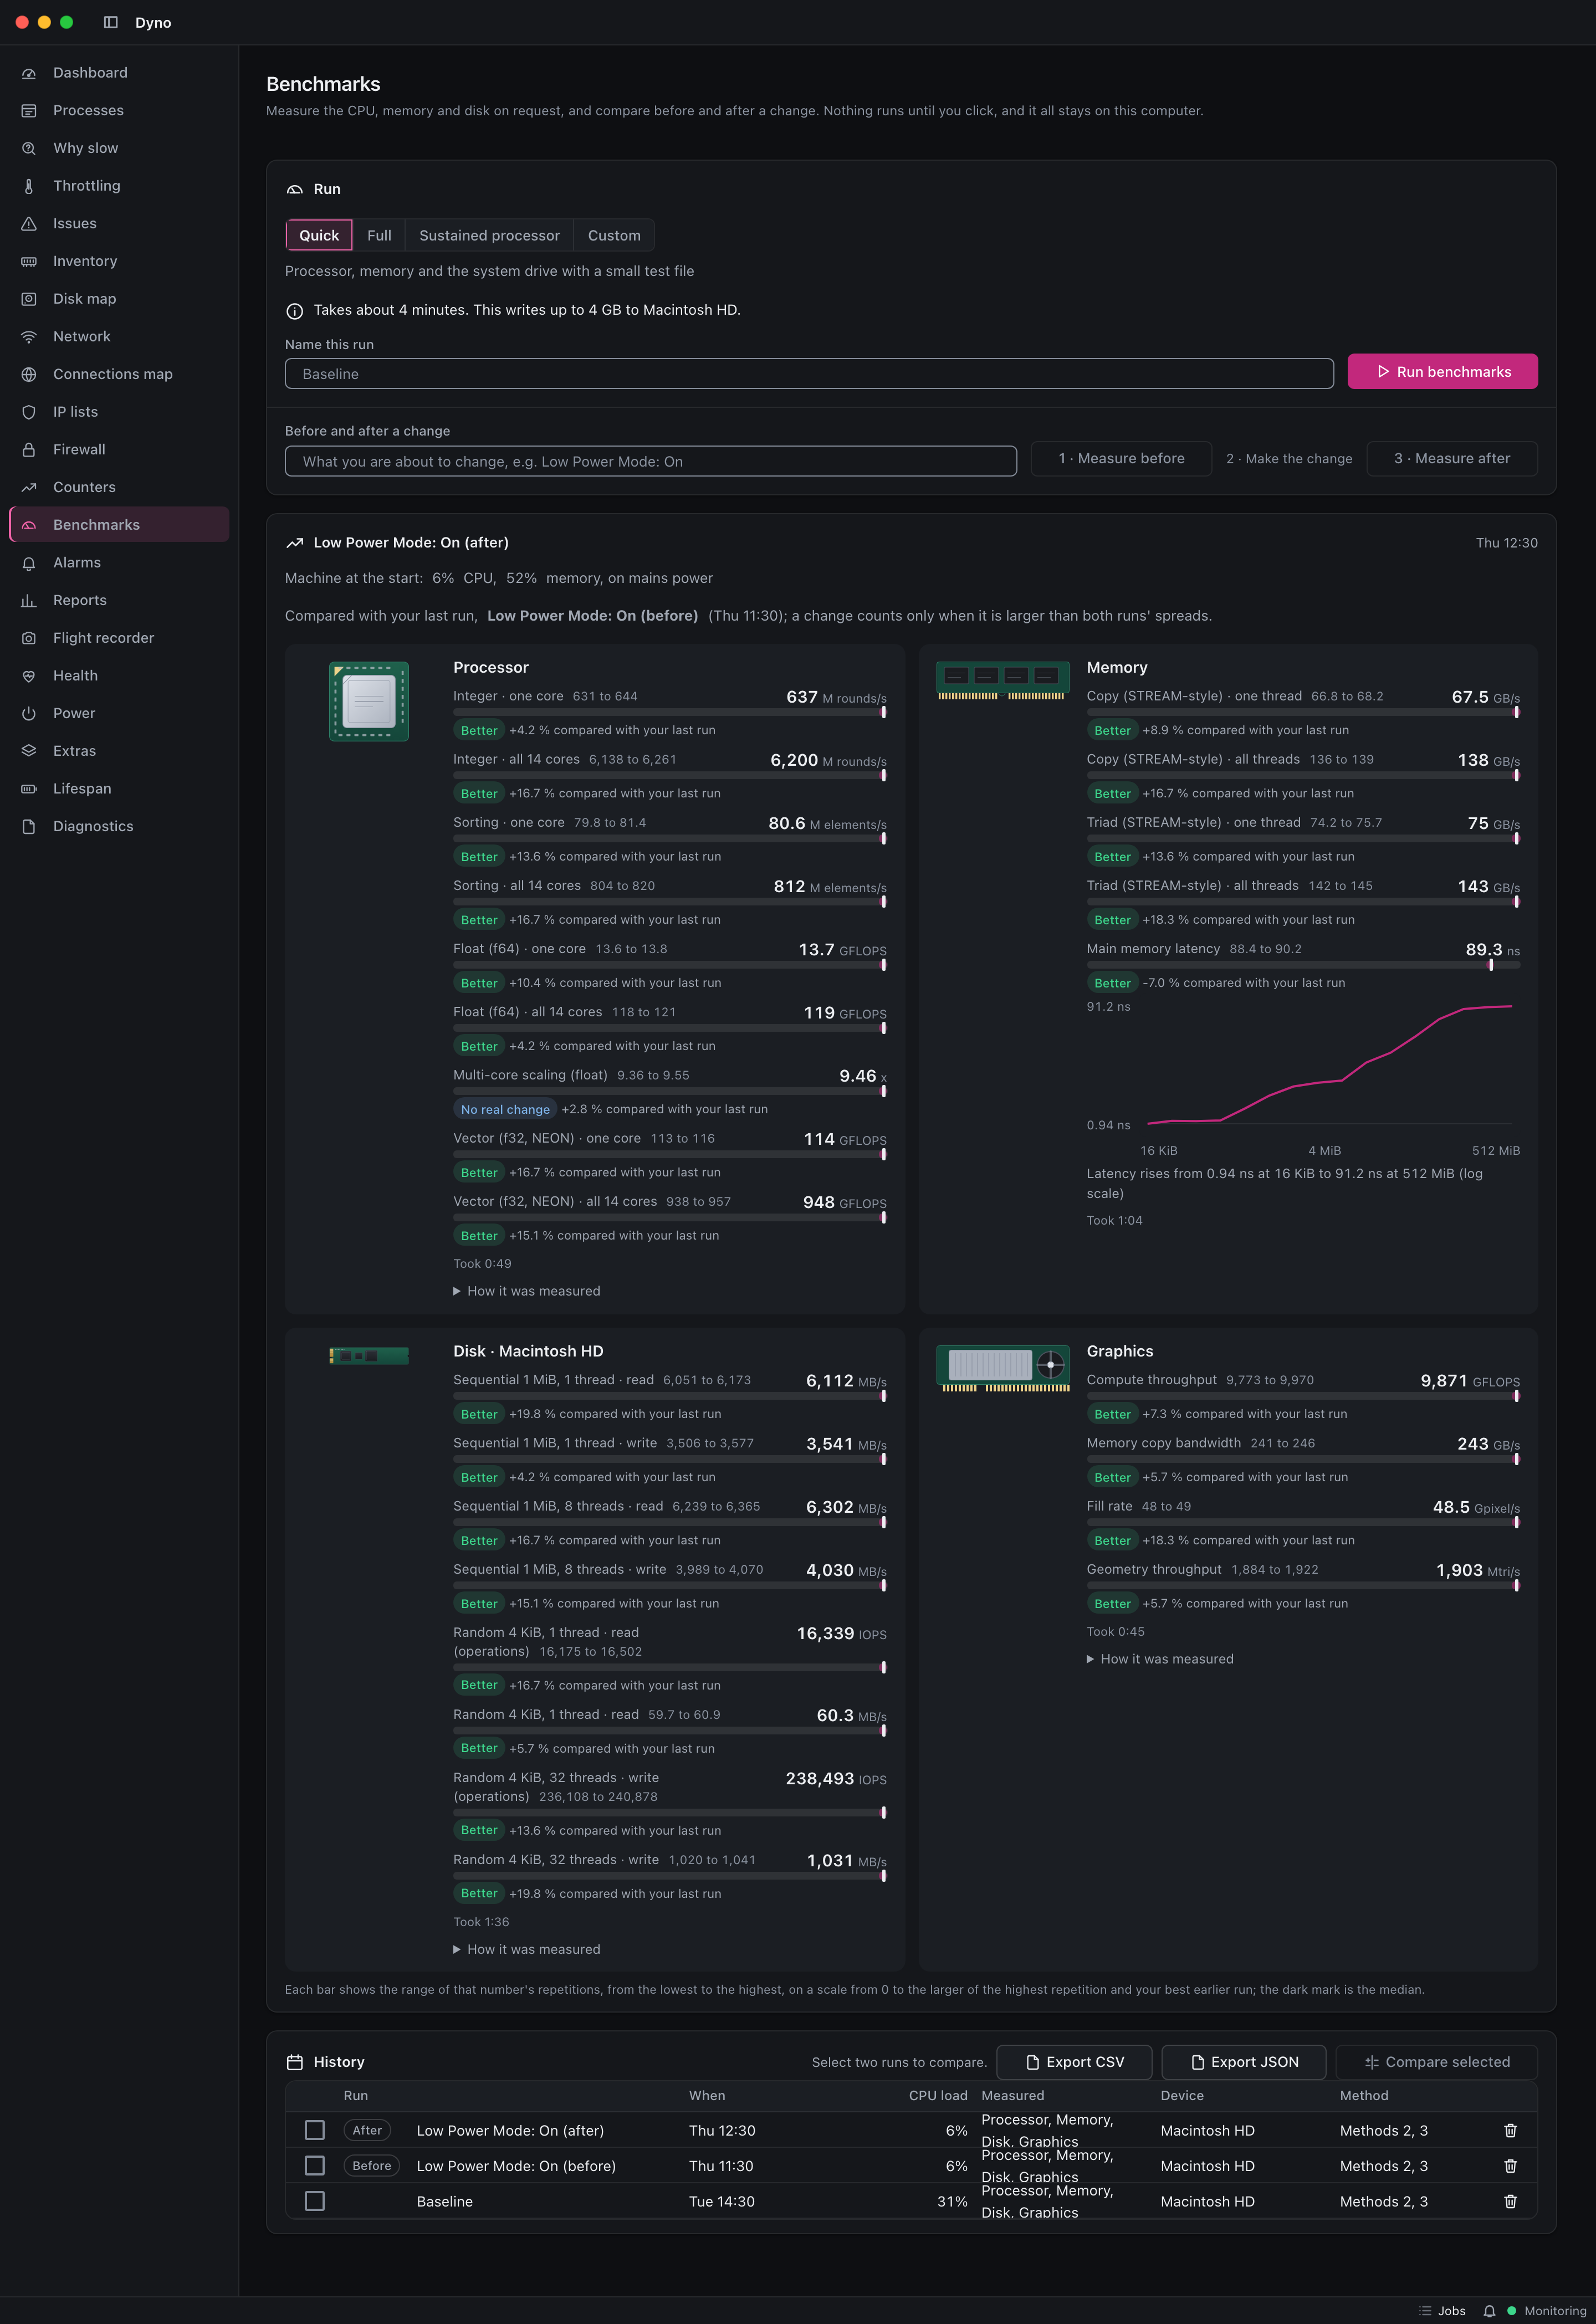 Dyno
Dashboard
Processes
Why slow
Throttling
Issues
Inventory
Disk map
Network
Connections map
IP lists
Firewall
Counters
Benchmarks
Alarms
Reports
Flight recorder
Health
Power
Extras
Lifespan
Diagnostics
Benchmarks
Measure the CPU, memory and disk on request, and compare before and after a change. Nothing runs until you click, and it all stays on this computer.
Run
Quick Full Sustained processor Custom
Processor, memory and the system drive with a small test file
Takes about 4 minutes. This writes up to 4 GB to Macintosh HD.
Name this run
Baseline Run benchmarks
Before and after a change
What you are about to change, e.g. Low Power Mode: On 1 · Measure before 2 · Make the change 3 · Measure after
Low Power Mode: On (after) Thu 12:30
Machine at the start: 6% CPU, 52% memory, on mains power
Compared with your last run, Low Power Mode: On (before) (Thu 11:30); a change counts only when it is larger than both runs' spreads.
Processor
Integer · one core 631 to 644 637 M rounds/s
Better +4.2 % compared with your last run
Integer · all 14 cores 6,138 to 6,261 6,200 M rounds/s
Better +16.7 % compared with your last run
Sorting · one core 79.8 to 81.4 80.6 M elements/s
Better +13.6 % compared with your last run
Sorting · all 14 cores 804 to 820 812 M elements/s
Better +16.7 % compared with your last run
Float (f64) · one core 13.6 to 13.8 13.7 GFLOPS
Better +10.4 % compared with your last run
Float (f64) · all 14 cores 118 to 121 119 GFLOPS
Better +4.2 % compared with your last run
Multi-core scaling (float) 9.36 to 9.55 9.46 x
No real change +2.8 % compared with your last run
Vector (f32, NEON) · one core 113 to 116 114 GFLOPS
Better +16.7 % compared with your last run
Vector (f32, NEON) · all 14 cores 938 to 957 948 GFLOPS
Better +15.1 % compared with your last run
Took 0:49
How it was measured
Memory
Copy (STREAM-style) · one thread 66.8 to 68.2 67.5 GB/s
Better +8.9 % compared with your last run
Copy (STREAM-style) · all threads 136 to 139 138 GB/s
Better +16.7 % compared with your last run
Triad (STREAM-style) · one thread 74.2 to 75.7 75 GB/s
Better +13.6 % compared with your last run
Triad (STREAM-style) · all threads 142 to 145 143 GB/s
Better +18.3 % compared with your last run
Main memory latency 88.4 to 90.2 89.3 ns
Better -7.0 % compared with your last run
91.2 ns
0.94 ns
16 KiB 4 MiB 512 MiB
Latency rises from 0.94 ns at 16 KiB to 91.2 ns at 512 MiB (log
scale)
Took 1:04
Disk · Macintosh HD
Sequential 1 MiB, 1 thread · read 6,051 to 6,173 6,112 MB/s
Better +19.8 % compared with your last run
Sequential 1 MiB, 1 thread · write 3,506 to 3,577 3,541 MB/s
Better +4.2 % compared with your last run
Sequential 1 MiB, 8 threads · read 6,239 to 6,365 6,302 MB/s
Better +16.7 % compared with your last run
Sequential 1 MiB, 8 threads · write 3,989 to 4,070 4,030 MB/s
Better +15.1 % compared with your last run
Random 4 KiB, 1 thread · read
(operations) 16,175 to 16,502 16,339 IOPS
Better +16.7 % compared with your last run
Random 4 KiB, 1 thread · read 59.7 to 60.9 60.3 MB/s
Better +5.7 % compared with your last run
Random 4 KiB, 32 threads · write
(operations) 236,108 to 240,878 238,493 IOPS
Better +13.6 % compared with your last run
Random 4 KiB, 32 threads · write 1,020 to 1,041 1,031 MB/s
Better +19.8 % compared with your last run
Took 1:36
How it was measured
Graphics
Compute throughput 9,773 to 9,970 9,871 GFLOPS
Better +7.3 % compared with your last run
Memory copy bandwidth 241 to 246 243 GB/s
Better +5.7 % compared with your last run
Fill rate 48 to 49 48.5 Gpixel/s
Better +18.3 % compared with your last run
Geometry throughput 1,884 to 1,922 1,903 Mtri/s
Better +5.7 % compared with your last run
Took 0:45
How it was measured
Each bar shows the range of that number's repetitions, from the lowest to the highest, on a scale from 0 to the larger of the highest repetition and your best earlier run; the dark mark is the median.
History Select two runs to compare. Export CSV Export JSON Compare selected
Run When CPU load Measured Device Method
After Low Power Mode: On (after) Thu 12:30 6% Processor, Memory, Disk, Graphics Macintosh HD Methods 2, 3
Before Low Power Mode: On (before) Thu 11:30 6% Processor, Memory, Disk, Graphics Macintosh HD Methods 2, 3
Baseline Tue 14:30 31% Processor, Memory, Disk, Graphics Macintosh HD Methods 2, 3
Jobs Monitoring